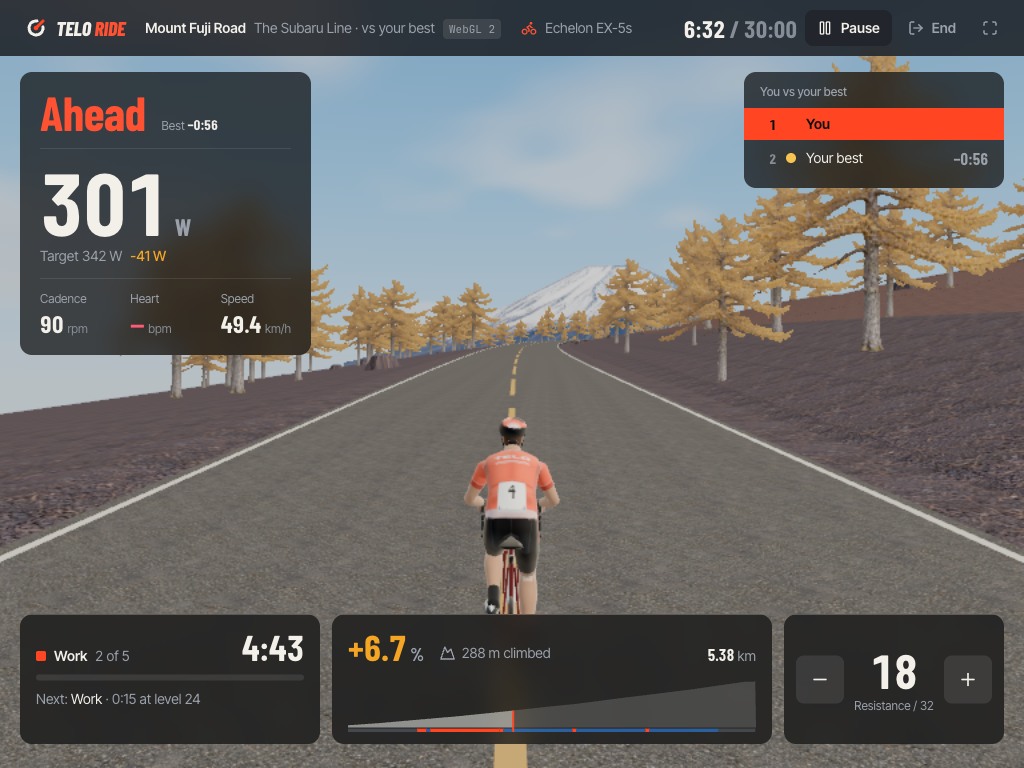 TELO RIDE Mount Fuji Road The Subaru Line · vs your best WebGL 2 Echelon EX-5s 6:32 / 30:00 Pause End
Ahead Best −0:56
301 W
Target 342 W -41 W
Cadence Heart Speed
90 rpm – bpm 49.4 km/h
You vs your best
1 You
2 Your best −0:56
TELO
4
Work 2 of 5 4:43
Next: Work · 0:15 at level 24
+6.7 % 288 m climbed 5.38 km
− 18 +
Resistance / 32